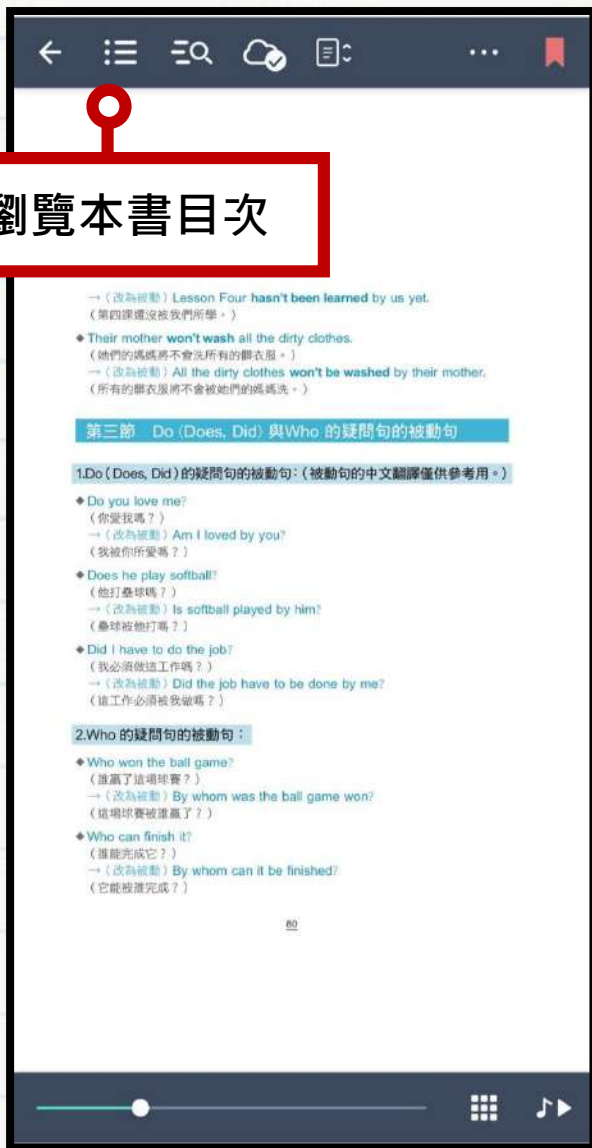 瀏覽本書目次
→（改為被動）Lesson Four hasn't been learned by us yet.
（第四課還沒被我們所學。）
◆Their mother won't wash all the dirty clothes.
（她們的媽媽將不會洗所有的髒衣服。）
→（改為被動）All the dirty clothes won't be washed by their mother.
（所有的髒衣服將不會被她們的媽媽洗。）
第三節 Do (Does, Did) 與Who 的疑問句的被動句
1.Do（Does, Did）的疑問句的被動句：（被動句的中文翻譯僅供參考用。）
◆Do you love me?
（你愛我嗎？）
→（改為被動）Am I loved by you?
（我被你所愛嗎？）
◆Does he play softball?
（他打壘球嗎？）
→（改為被動）Is softball played by him?
（壘球被他打嗎？）
◆Did I have to do the job?
（我必須做這工作嗎？）
→（改為被動）Did the job have to be done by me?
（這工作必須被我做嗎？）
2.Who 的疑問句的被動句：
◆Who won the ball game?
（誰贏了這場球賽？）
→（改為被動）By whom was the ball game won?
（這場球賽被誰贏了？）
◆Who can finish it?
（誰能完成它？）
→（改為被動）By whom can it be finished?
（它能被誰完成？）
80